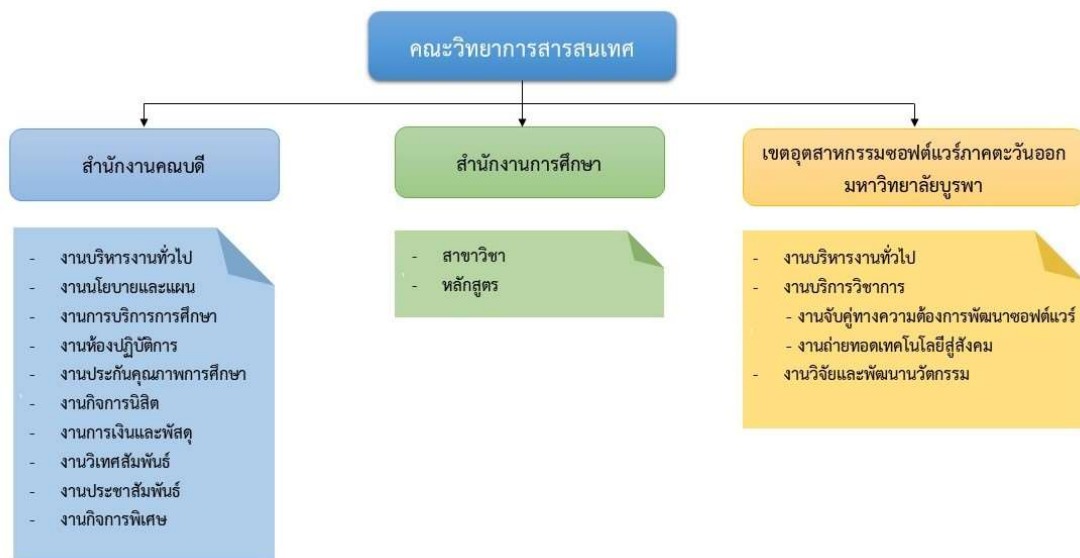 คณะวิทยาการสารสนเทศ
สำนักงานคณบดี
สำนักงานการศึกษา
เขตอุตสาหกรรมซอฟต์แวร์ภาคตะวันออก
มหาวิทยาลัยบูรพา
- งานบริหารงานทั่วไป
- งานนโยบายและแผน
- งานการบริการการศึกษา
- งานห้องปฏิบัติการ
- งานประกันคุณภาพการศึกษา
- งานกิจการนิสิต
- งานการเงินและพัสดุ
- งานวิเทศสัมพันธ์
- งานประชาสัมพันธ์
- งานกิจการพิเศษ
- สาขาวิชา
- หลักสูตร
- งานบริหารงานทั่วไป
- งานบริการวิชาการ
- งานจับคู่ทางความต้องการพัฒนาซอฟต์แวร์
- งานถ่ายทอดเทคโนโลยีสู่สังคม
- งานวิจัยและพัฒนานวัตกรรม